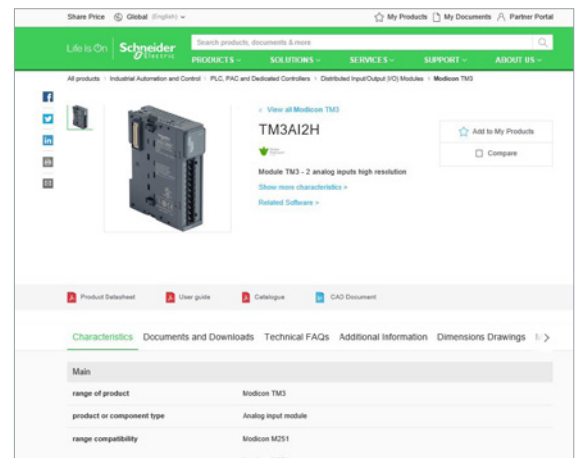 Share Price Global (English) My Products My Documents Partner Portal
Life Is On Schneider Electric
Search products, documents & more
PRODUCTS SOLUTIONS SERVICES SUPPORT ABOUT US
All products Industrial Automation and Control PLC, PAC and Dedicated Controllers Distributed Input/Output (I/O) Modules Modicon TM3
< View all Modicon TM3
TM3AI2H
Add to My Products
Compare
Module TM3 - 2 analog inputs high resolution
Show more characteristics >
Related Software >
Product Datasheet User guide Catalogue CAD Document
Characteristics Documents and Downloads Technical FAQs Additional Information Dimensions Drawings >
Main
range of product Modicon TM3
product or component type Analog input module
range compatibility Modicon M251